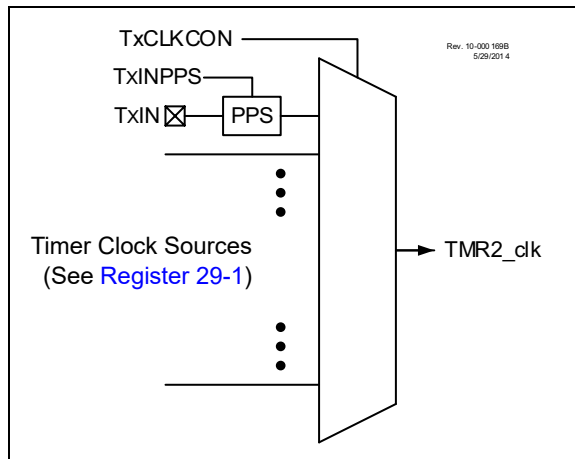 TxCLKCON
Rev. 10-000 169B
5/29/2014
TxINPPS
TxIN
PPS
Timer Clock Sources
(See Register 29-1)
TMR2_clk